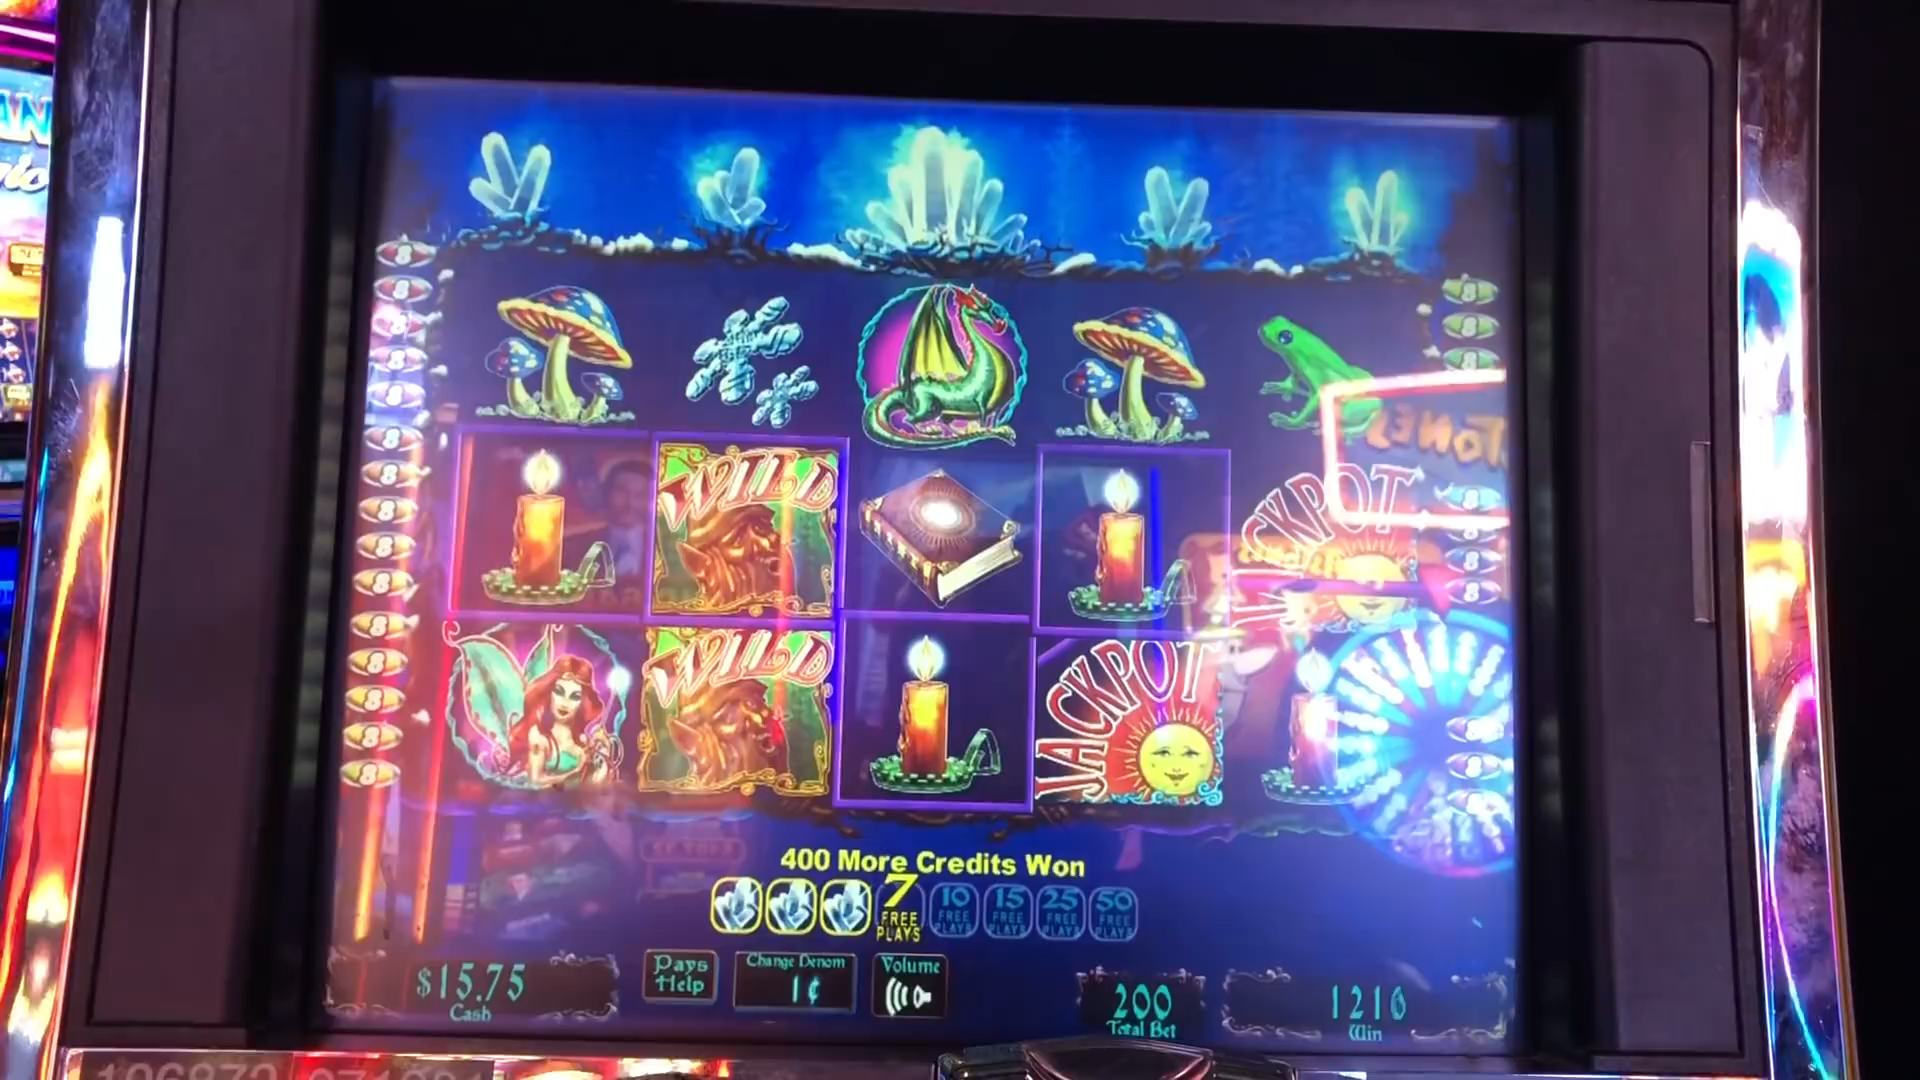 WILD
JACKPOT
WILD
JACKPOT
400 More Credits Won
7 FREE PLAYS
10 FREE PLAYS
15 FREE PLAYS
25 FREE PLAYS
50 FREE PLAYS
$15.75
Cash
Pays
Help
Change Denom
1¢
Volume
200
Total Bet
1216
Win